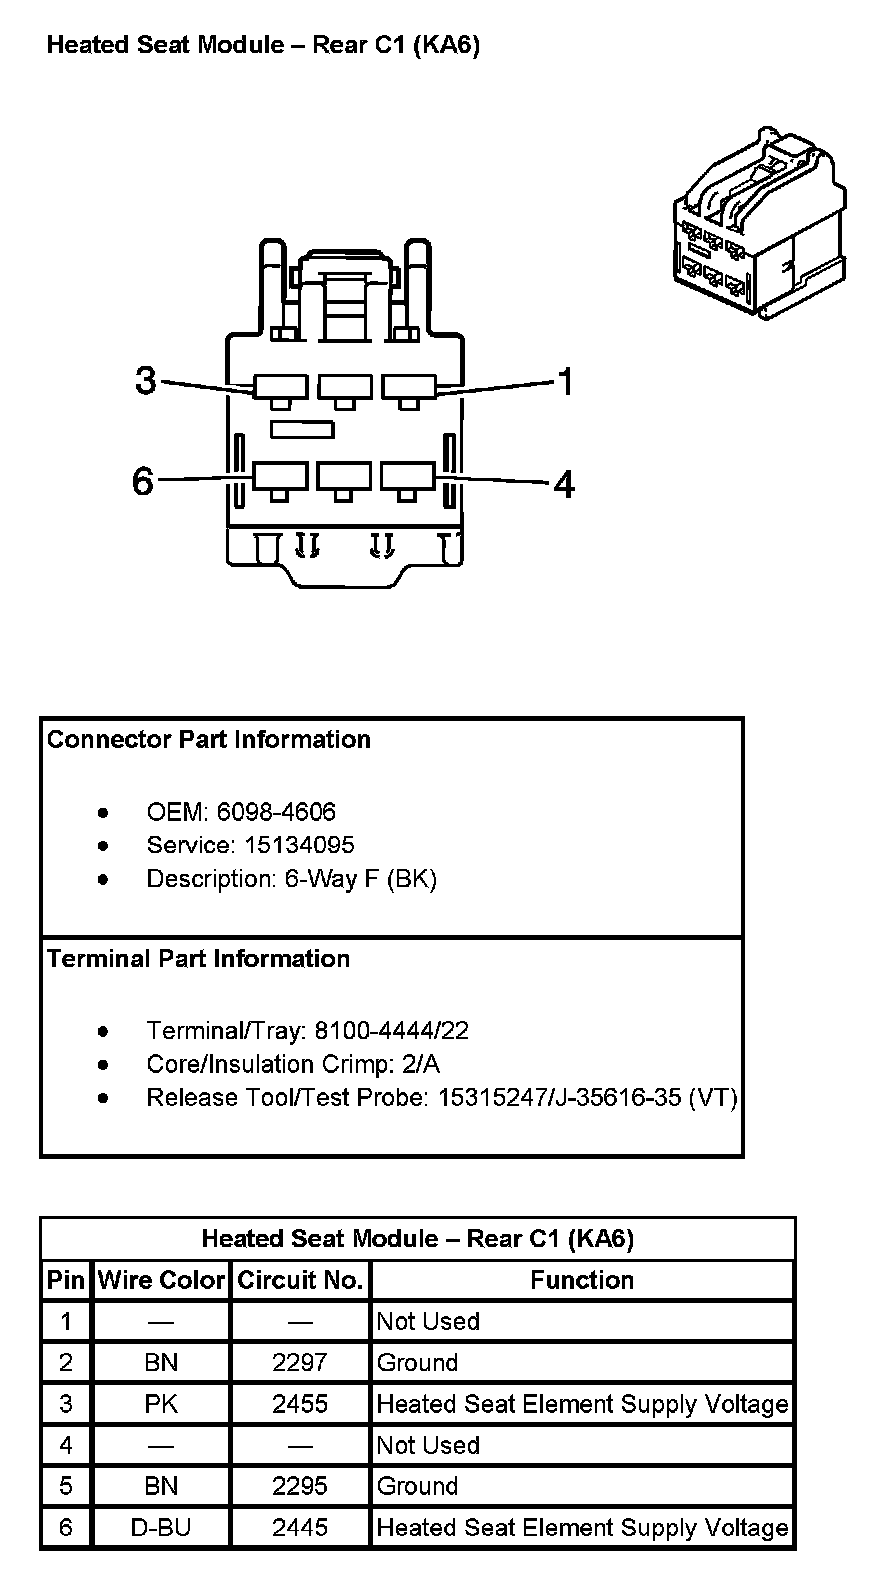 Heated Seat Module – Rear C1 (KA6)
3
1
6
4
Connector Part Information
• OEM: 6098-4606
• Service: 15134095
• Description: 6-Way F (BK)
Terminal Part Information
• Terminal/Tray: 8100-4444/22
• Core/Insulation Crimp: 2/A
• Release Tool/Test Probe: 15315247/J-35616-35 (VT)
Heated Seat Module – Rear C1 (KA6)
Pin Wire Color Circuit No. Function
1 — — Not Used
2 BN 2297 Ground
3 PK 2455 Heated Seat Element Supply Voltage
4 — — Not Used
5 BN 2295 Ground
6 D-BU 2445 Heated Seat Element Supply Voltage